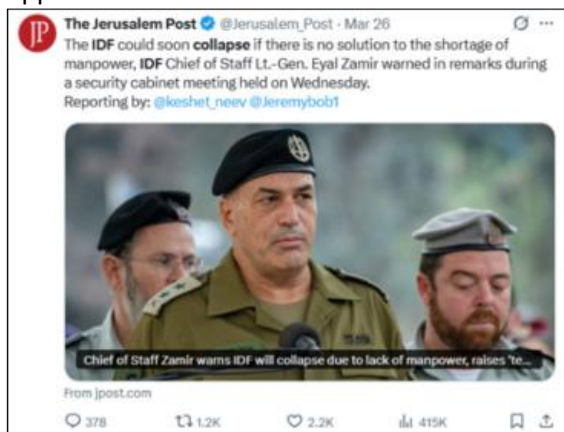 The Jerusalem Post @Jerusalem_Post · Mar 26
The IDF could soon collapse if there is no solution to the shortage of
manpower, IDF Chief of Staff Lt.-Gen. Eyal Zamir warned in remarks during
a security cabinet meeting held on Wednesday.
Reporting by: @keshet_neev @Jeremybob1
JP
Chief of Staff Zamir warns IDF will collapse due to lack of manpower, raises 'te...
From jpost.com
378 1.2K 2.2K 415K